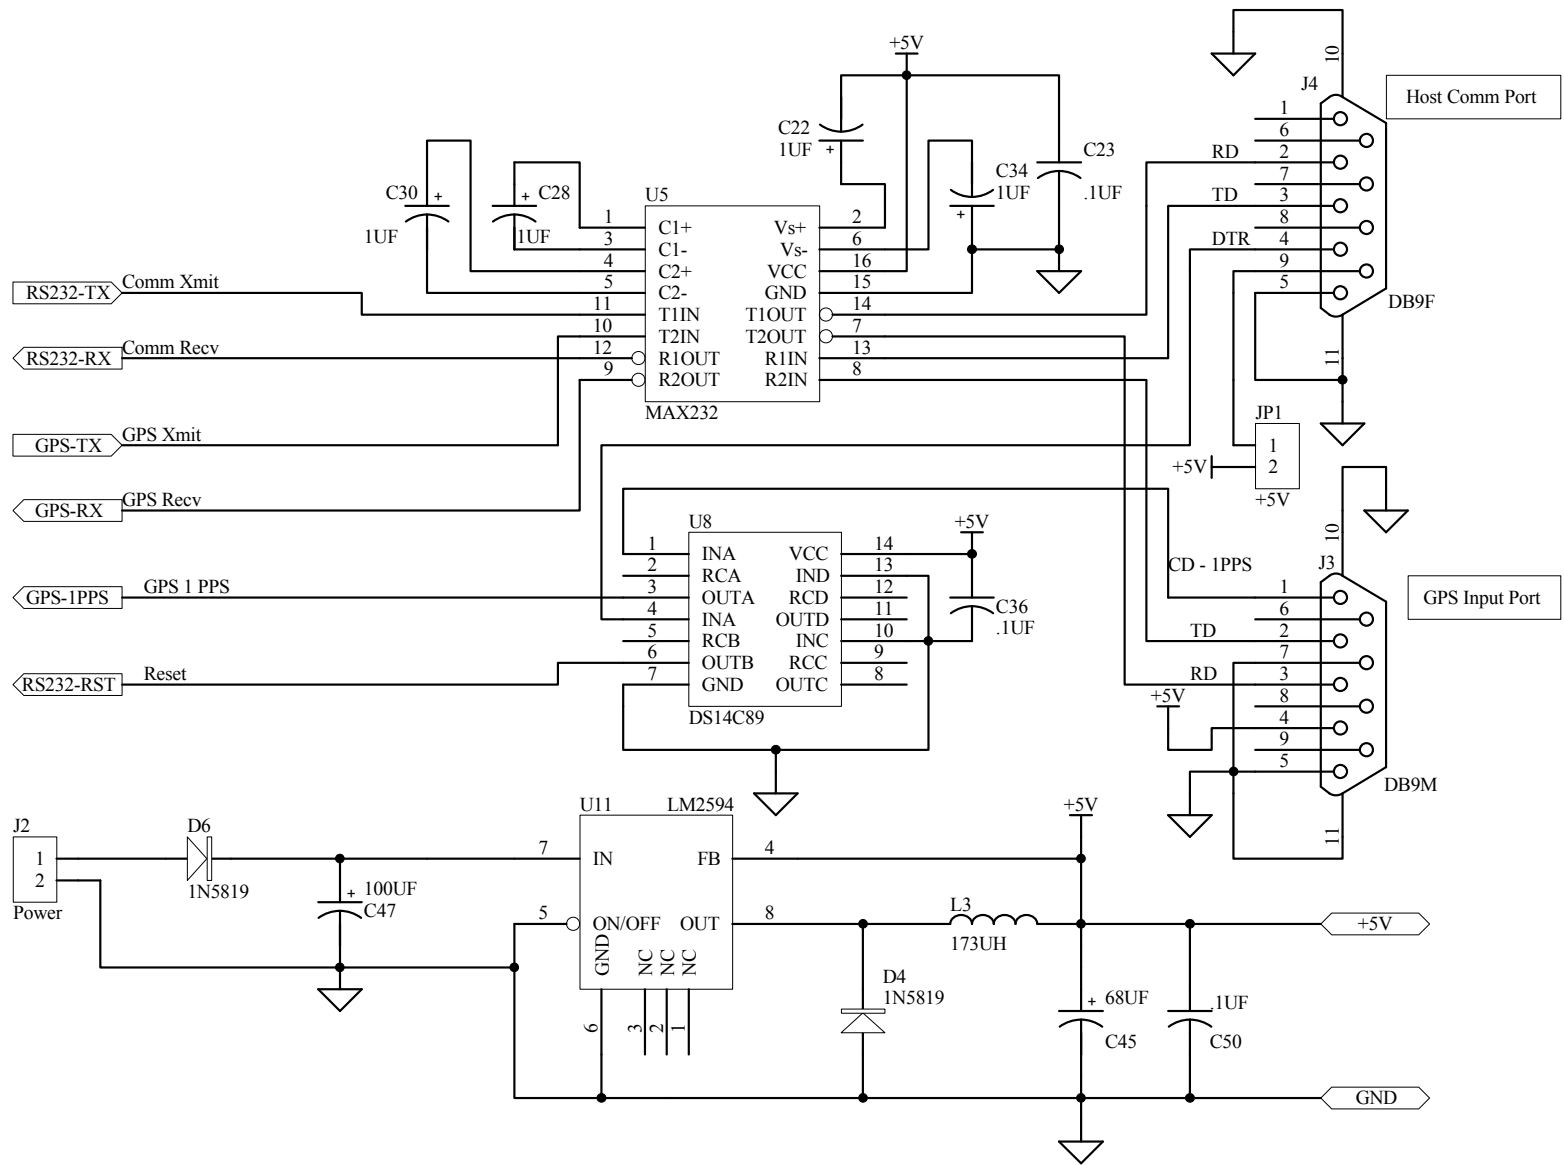 +5V
10
J4
Host Comm Port
1
6
RD 2
7
TD 3
8
DTR 4
9
5
DB9F
11
C22
1UF +
C34
1UF
+
C23
.1UF
C30 +
1UF
+ C28
1UF
U5
1 C1+ Vs+ 2
3 C1- Vs- 6
4 C2+ VCC 16
5 C2- GND 15
11 T1IN T1OUT 14
10 T2IN T2OUT 7
12 R1OUT R1IN 13
9 R2OUT R2IN 8
MAX232
RS232-TX Comm Xmit
RS232-RX Comm Recv
GPS-TX GPS Xmit
GPS-RX GPS Recv
GPS-1PPS GPS 1 PPS
RS232-RST Reset
JP1
1
+5V 2
+5V
U8
1 INA VCC 14
2 RCA IND 13
3 OUTA RCD 12
4 INA OUTD 11
5 RCB INC 10
6 OUTB RCC 9
7 GND OUTC 8
DS14C89
+5V
C36
.1UF
10
CD - 1PPS
J3
GPS Input Port
1
6
TD 2
7
RD 3
+5V
8
4
9
5
DB9M
11
J2
1
2
Power
D6
1N5819
+ 100UF
C47
U11 LM2594
7 IN FB 4
5 ON/OFF OUT 8
GND NC NC NC
6 3 2 1
+5V
L3
173UH
D4
1N5819
+ 68UF
C45
.1UF
C50
+5V
GND